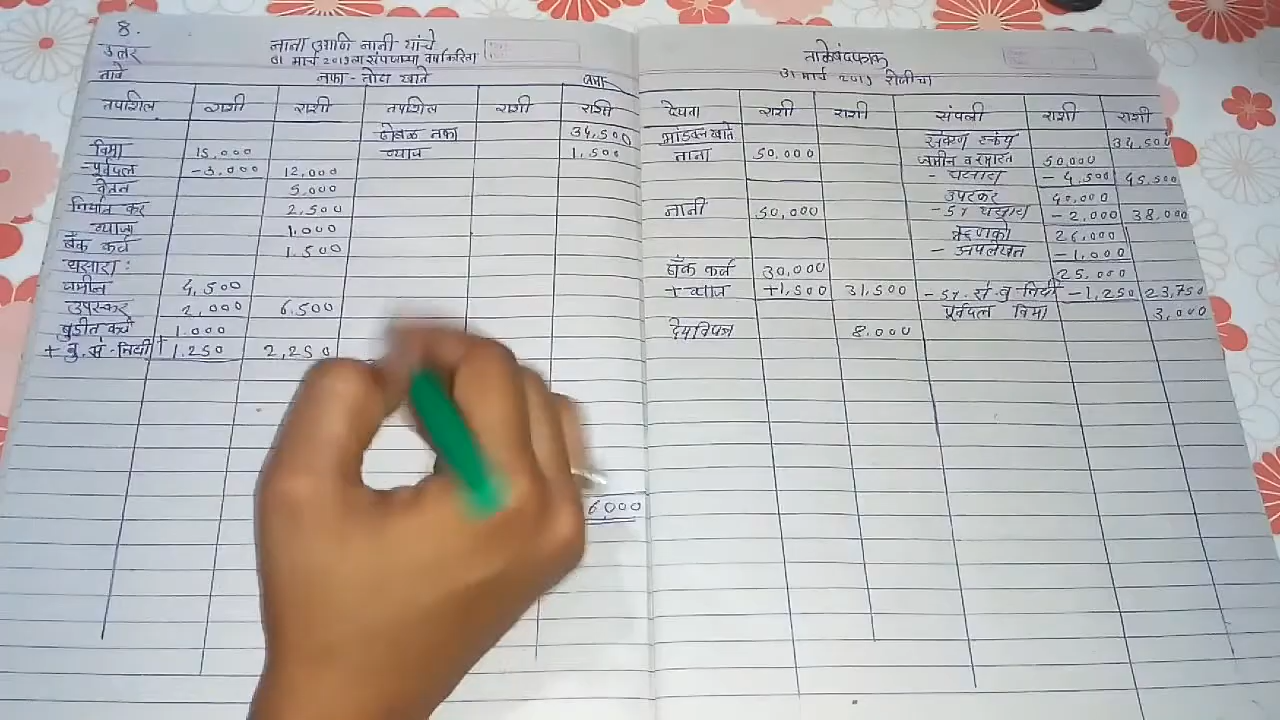 8.
उत्तर
नाना आणि नानी यांचे
31 मार्च 2013 ला संपणाऱ्या वर्षाकरिता
नावे नफा - तोटा खाते जमा
तपशिल राशी राशी तपशिल राशी राशी
ढोबळ नफा 34,500
विमा 15,000 व्याज 1,500
-पूर्वदत्त -3,000 12,000
वेतन 5,000
निर्यात कर 2,500
व्याज 1,000
बँक कर्ज 1,500
घसारा :
जमीन 4,500
उपस्कर 2,000 6,500
बुडीत कर्ज 1,000
+ बु. सं. निधी + 1,250 2,250
6,000
ताळेबंदपत्रक
31 मार्च 2013 रोजीचा
देयता राशी राशी संपत्ती राशी राशी
भांडवल खाते 34,500
नाना 50,000 जमीन व इमारत 50,000
- घसारा - 4,500 45,500
उपस्कर 40,000
नानी 50,000 - 5% घसारा - 2,000 38,000
ऋणको 26,000
- अपलेखन - 1,000
बँक कर्ज 30,000 25,000
+ व्याज +1,500 31,500 - 5%. सं. बु. निधी - 1,250 23,750
पूर्वदत्त विमा 3,000
देयविपत्र 8,000